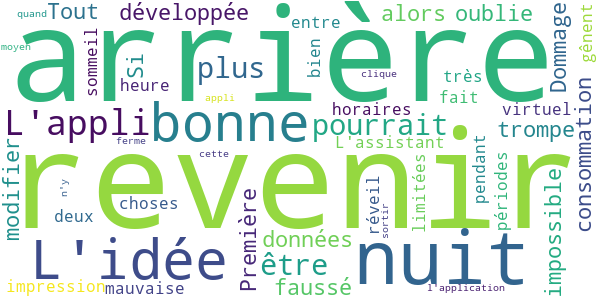 quand Tout développée entre alors oublie
moyen
arrière
sommeil Si heure plus bien clique très fait Dommage gênent
appli
L'appli bonne horaires pourrait virtuel. trompe consommation
ferme L'assistant cette
revenir
modifier n'y deux choses Première réveil sortir limitées pendant périodes impossible
L'idée données être nuit
impression mauvaise faussé l'application